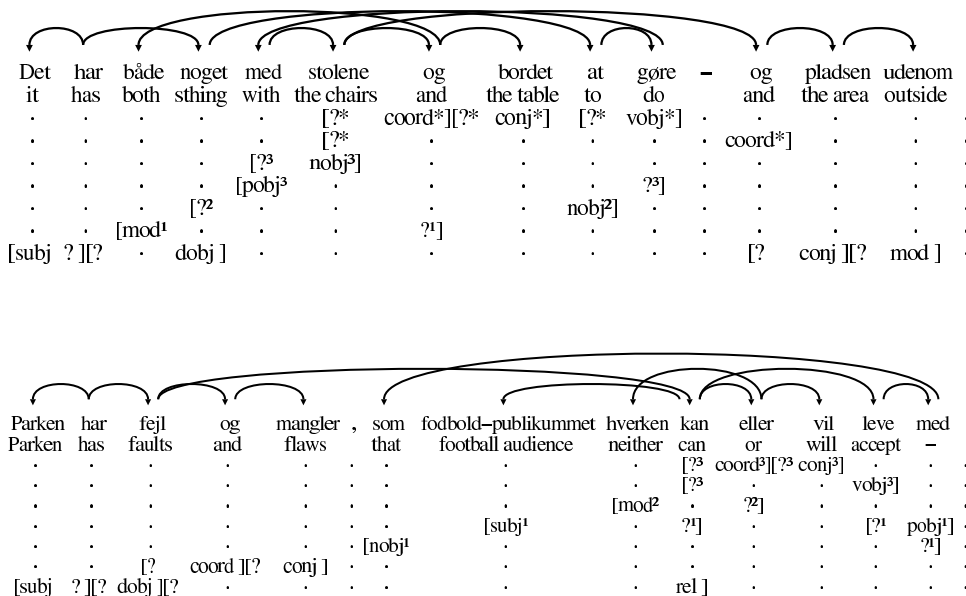 Det har både noget med stolene og bordet at gøre – og pladsen udenom
it has both sthing with the chairs and the table to do and the area outside
[?* coord*][?* conj*] [?* vobj*]
[?* coord*]
[?³ nobj³]
[pobj³ ?³]
[?² nobj²]
[mod¹ ?¹]
[subj ? ][? dobj ] [? conj ][? mod ]
Parken har fejl og mangler , som fodbold–publikummet hverken kan eller vil leve med
Parken has faults and flaws that football audience neither can or will accept –
[?³ coord³][?³ conj³]
[?³ vobj³]
[mod² ?²]
[subj¹ ?¹] [?¹ pobj¹]
[nobj¹ ?¹]
[? coord ][? conj ]
[subj ? ][? dobj ][? rel ]